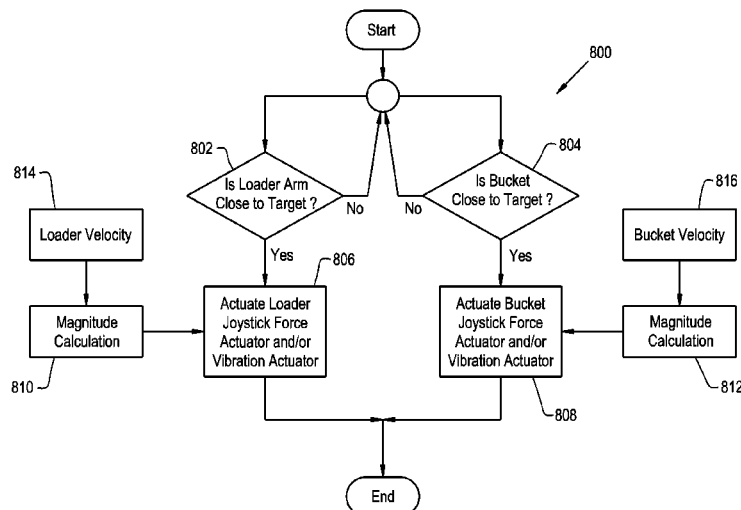 Start
800
802
804
814
Is Loader Arm
Close to Target ?
No
No
Is Bucket
Close to Target ?
816
Loader Velocity
Yes
806
Yes
Bucket Velocity
Magnitude
Calculation
Actuate Loader
Joystick Force
Actuator and/or
Vibration Actuator
Actuate Bucket
Joystick Force
Actuator and/or
Vibration Actuator
Magnitude
Calculation
810
808
812
End